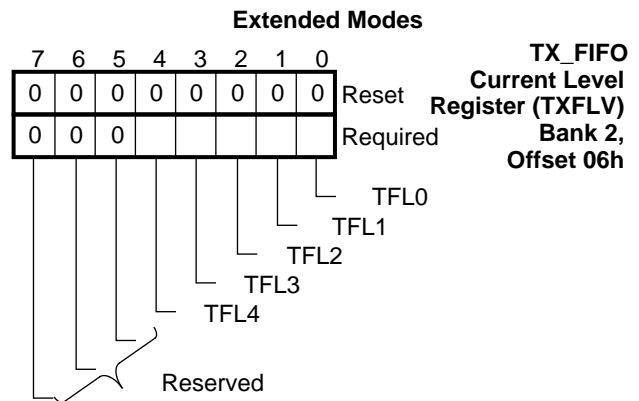 Extended Modes
7 6 5 4 3 2 1 0
0 0 0 0 0 0 0 0 Reset
0 0 0 Required
TX_FIFO
Current Level
Register (TXFLV)
Bank 2,
Offset 06h
TFL0
TFL1
TFL2
TFL3
TFL4
Reserved